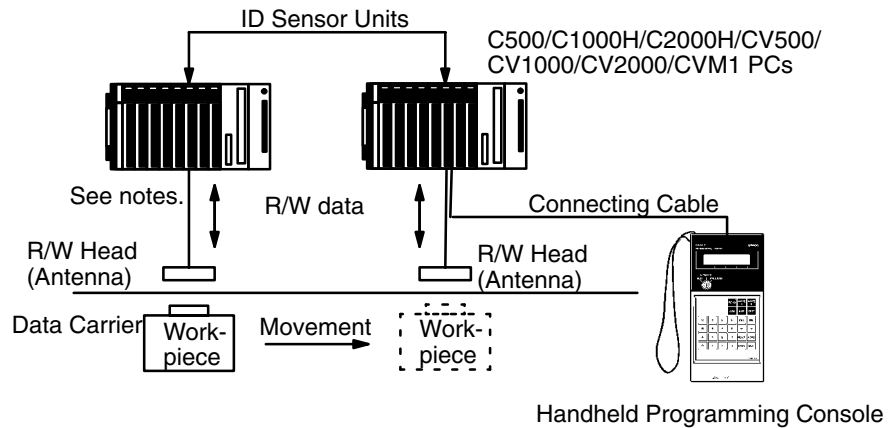 ID Sensor Units
C500/C1000H/C2000H/CV500/
CV1000/CV2000/CVM1 PCs
See notes.
R/W data
Connecting Cable
R/W Head
(Antenna)
R/W Head
(Antenna)
Data Carrier
Work-
piece
Movement
Work-
piece
Handheld Programming Console